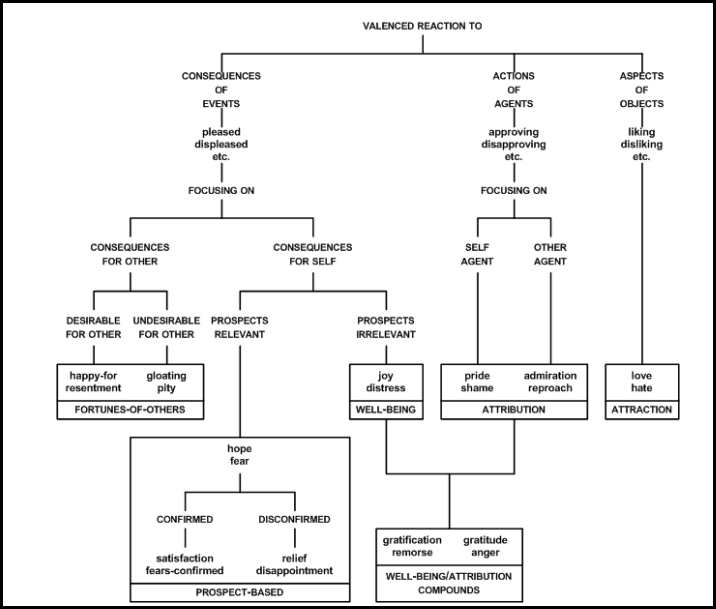 VALENCED REACTION TO
CONSEQUENCES
OF
EVENTS
ACTIONS
OF
AGENTS
ASPECTS
OF
OBJECTS
pleased
displeased
etc.
approving
disapproving
etc.
liking
disliking
etc.
FOCUSING ON
FOCUSING ON
CONSEQUENCES
FOR OTHER
CONSEQUENCES
FOR SELF
SELF
AGENT
OTHER
AGENT
DESIRABLE
FOR OTHER
UNDESIRABLE
FOR OTHER
PROSPECTS
RELEVANT
PROSPECTS
IRRELEVANT
happy-for
resentment
gloating
pity
FORTUNES-OF-OTHERS
joy
distress
WELL-BEING
pride
shame
admiration
reproach
ATTRIBUTION
love
hate
ATTRACTION
hope
fear
CONFIRMED
DISCONFIRMED
satisfaction
fears-confirmed
relief
disappointment
PROSPECT-BASED
gratification
remorse
gratitude
anger
WELL-BEING/ATTRIBUTION
COMPOUNDS